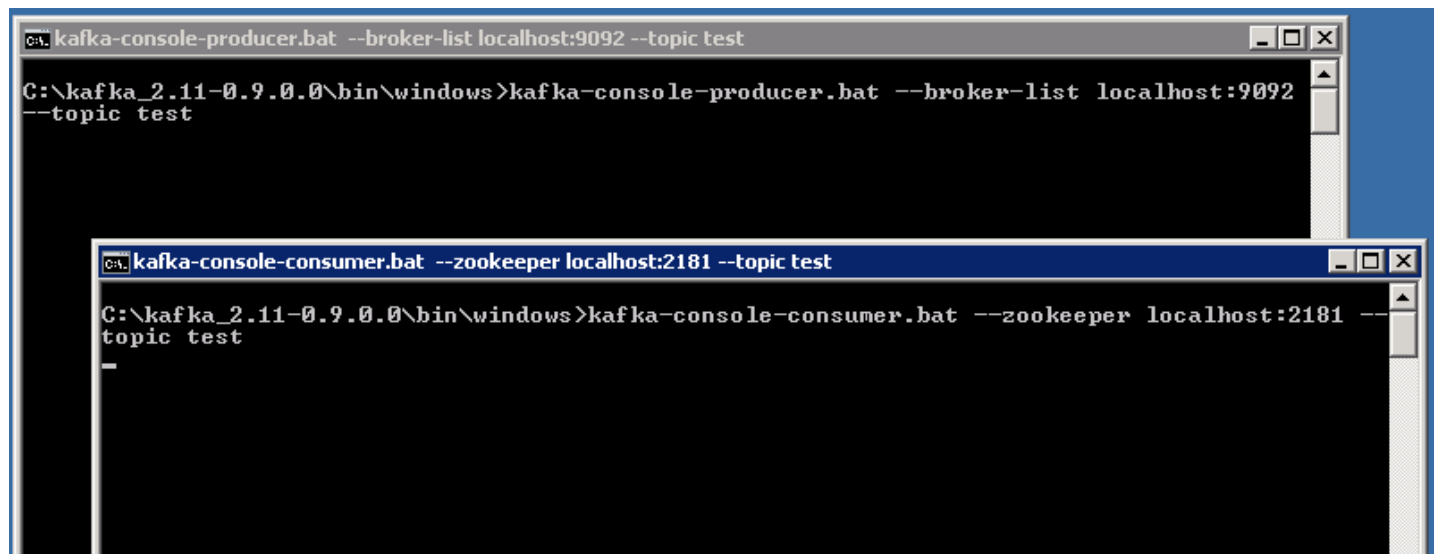 kafka-console-producer.bat --broker-list localhost:9092 --topic test
C:\kafka_2.11-0.9.0.0\bin\windows>kafka-console-producer.bat --broker-list localhost:9092
--topic test
kafka-console-consumer.bat --zookeeper localhost:2181 --topic test
C:\kafka_2.11-0.9.0.0\bin\windows>kafka-console-consumer.bat --zookeeper localhost:2181 --
topic test